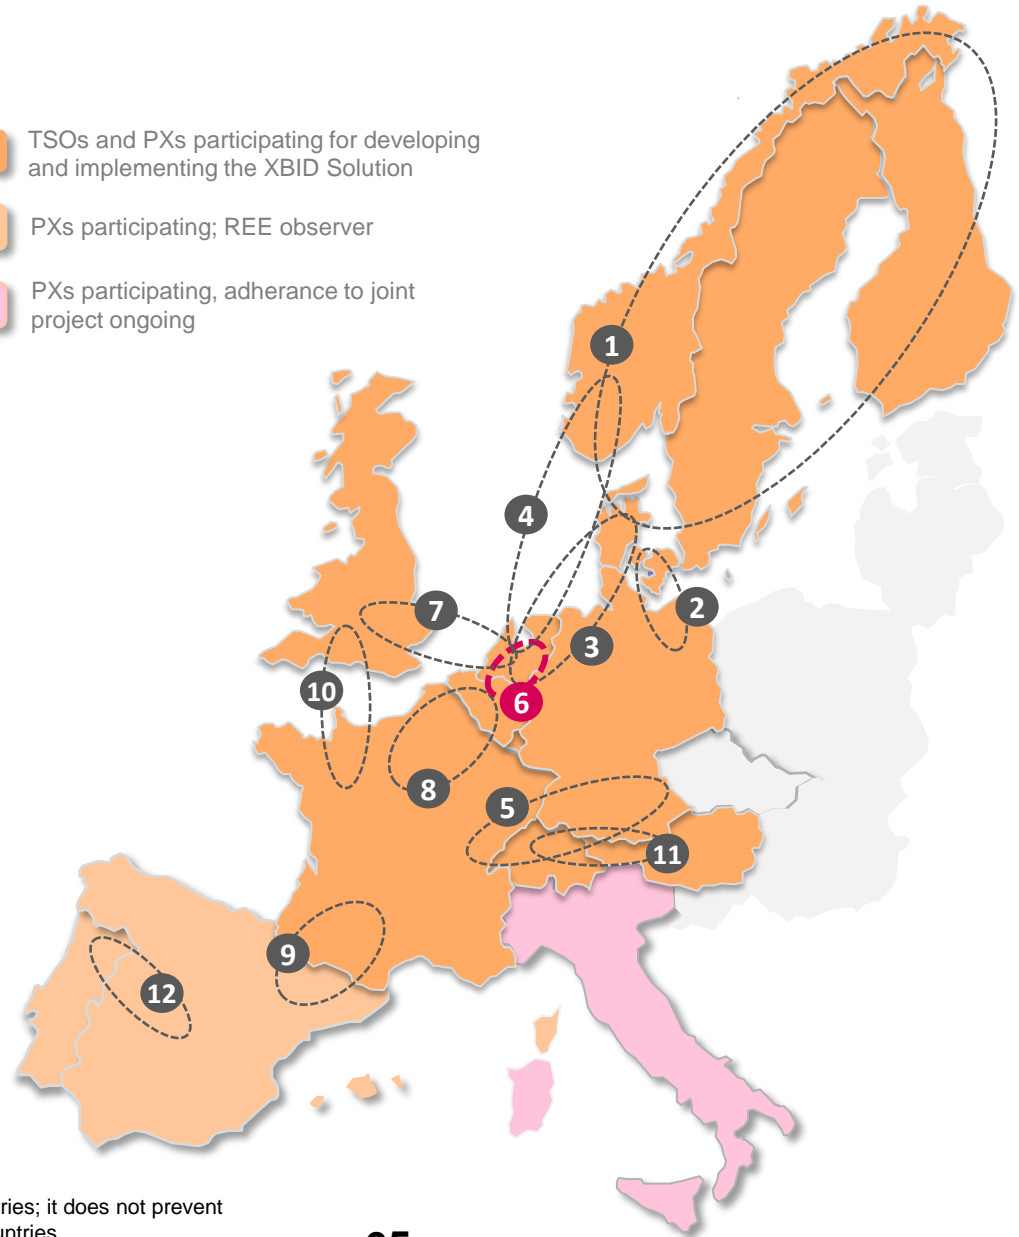 TSOs and PXs participating for developing
and implementing the XBID Solution
PXs participating; REE observer
PXs participating, adherance to joint
project ongoing
1
4
7
2
3
10
6
8
5
11
9
12
ries; it does not prevent